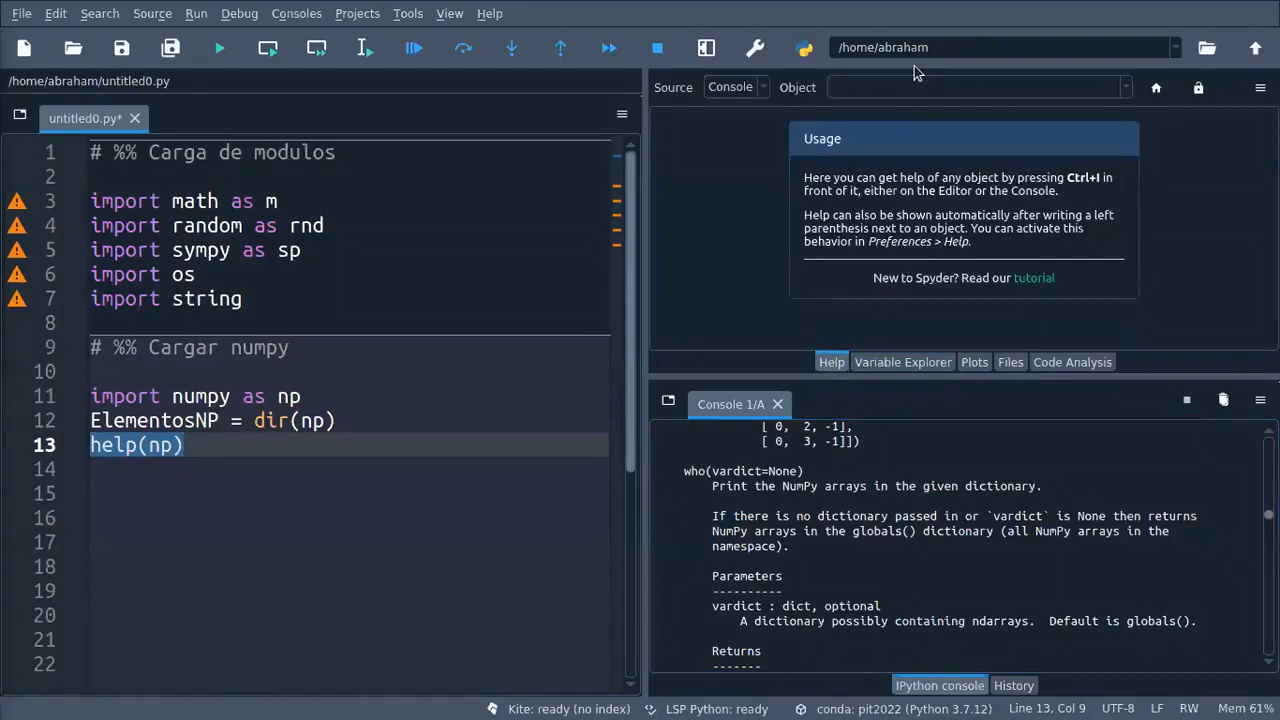 File Edit Search Source Run Debug Consoles Projects Tools View Help
/home/abraham
/home/abraham/untitled0.py
untitled0.py*
1 # %% Carga de modulos
2
3 import math as m
4 import random as rnd
5 import sympy as sp
6 import os
7 import string
8
9 # %% Cargar numpy
10
11 import numpy as np
12 ElementosNP = dir(np)
13 help(np)
14
15
16
17
18
19
20
21
22
Source Console Object
Usage
Here you can get help of any object by pressing Ctrl+I in
front of it, either on the Editor or the Console.
Help can also be shown automatically after writing a left
parenthesis next to an object. You can activate this
behavior in Preferences > Help.
New to Spyder? Read our tutorial
Help Variable Explorer Plots Files Code Analysis
Console 1/A
[ 0,  2, -1],
[ 0,  3, -1]])
who(vardict=None)
Print the NumPy arrays in the given dictionary.
If there is no dictionary passed in or `vardict` is None then returns
NumPy arrays in the globals() dictionary (all NumPy arrays in the
namespace).
Parameters
----------
vardict : dict, optional
A dictionary possibly containing ndarrays.  Default is globals().
Returns
-------
IPython console History
Kite: ready (no index) LSP Python: ready conda: pit2022 (Python 3.7.12) Line 13, Col 9 UTF-8 LF RW Mem 61%